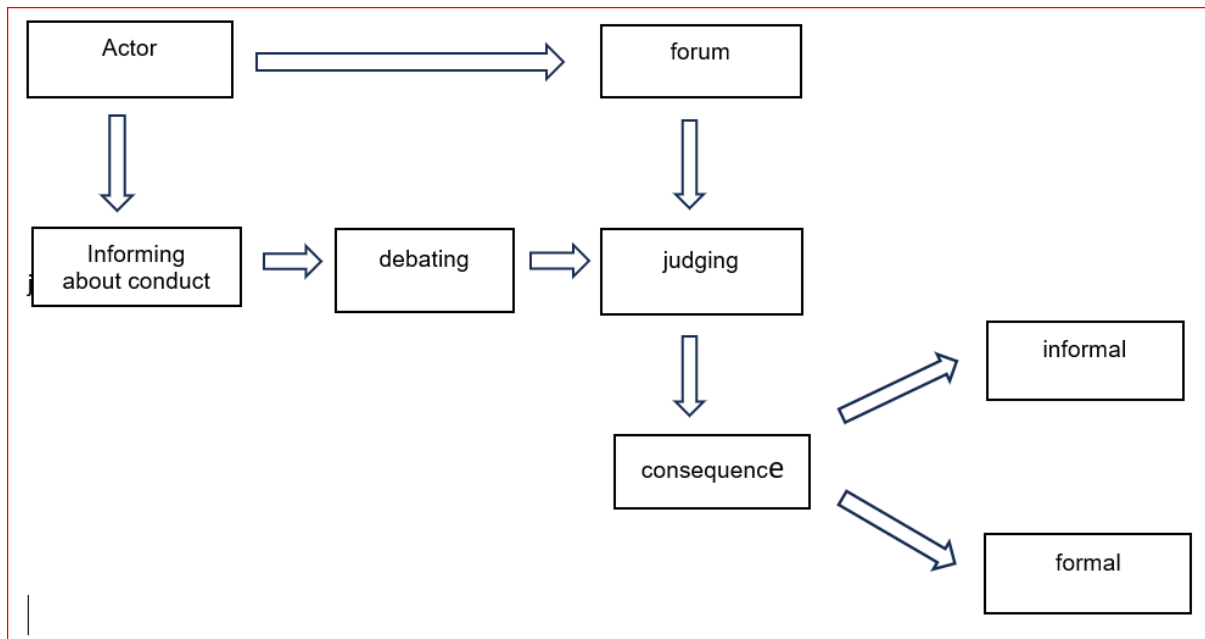 Actor
forum
Informing
about conduct
debating
judging
j
informal
consequence
formal